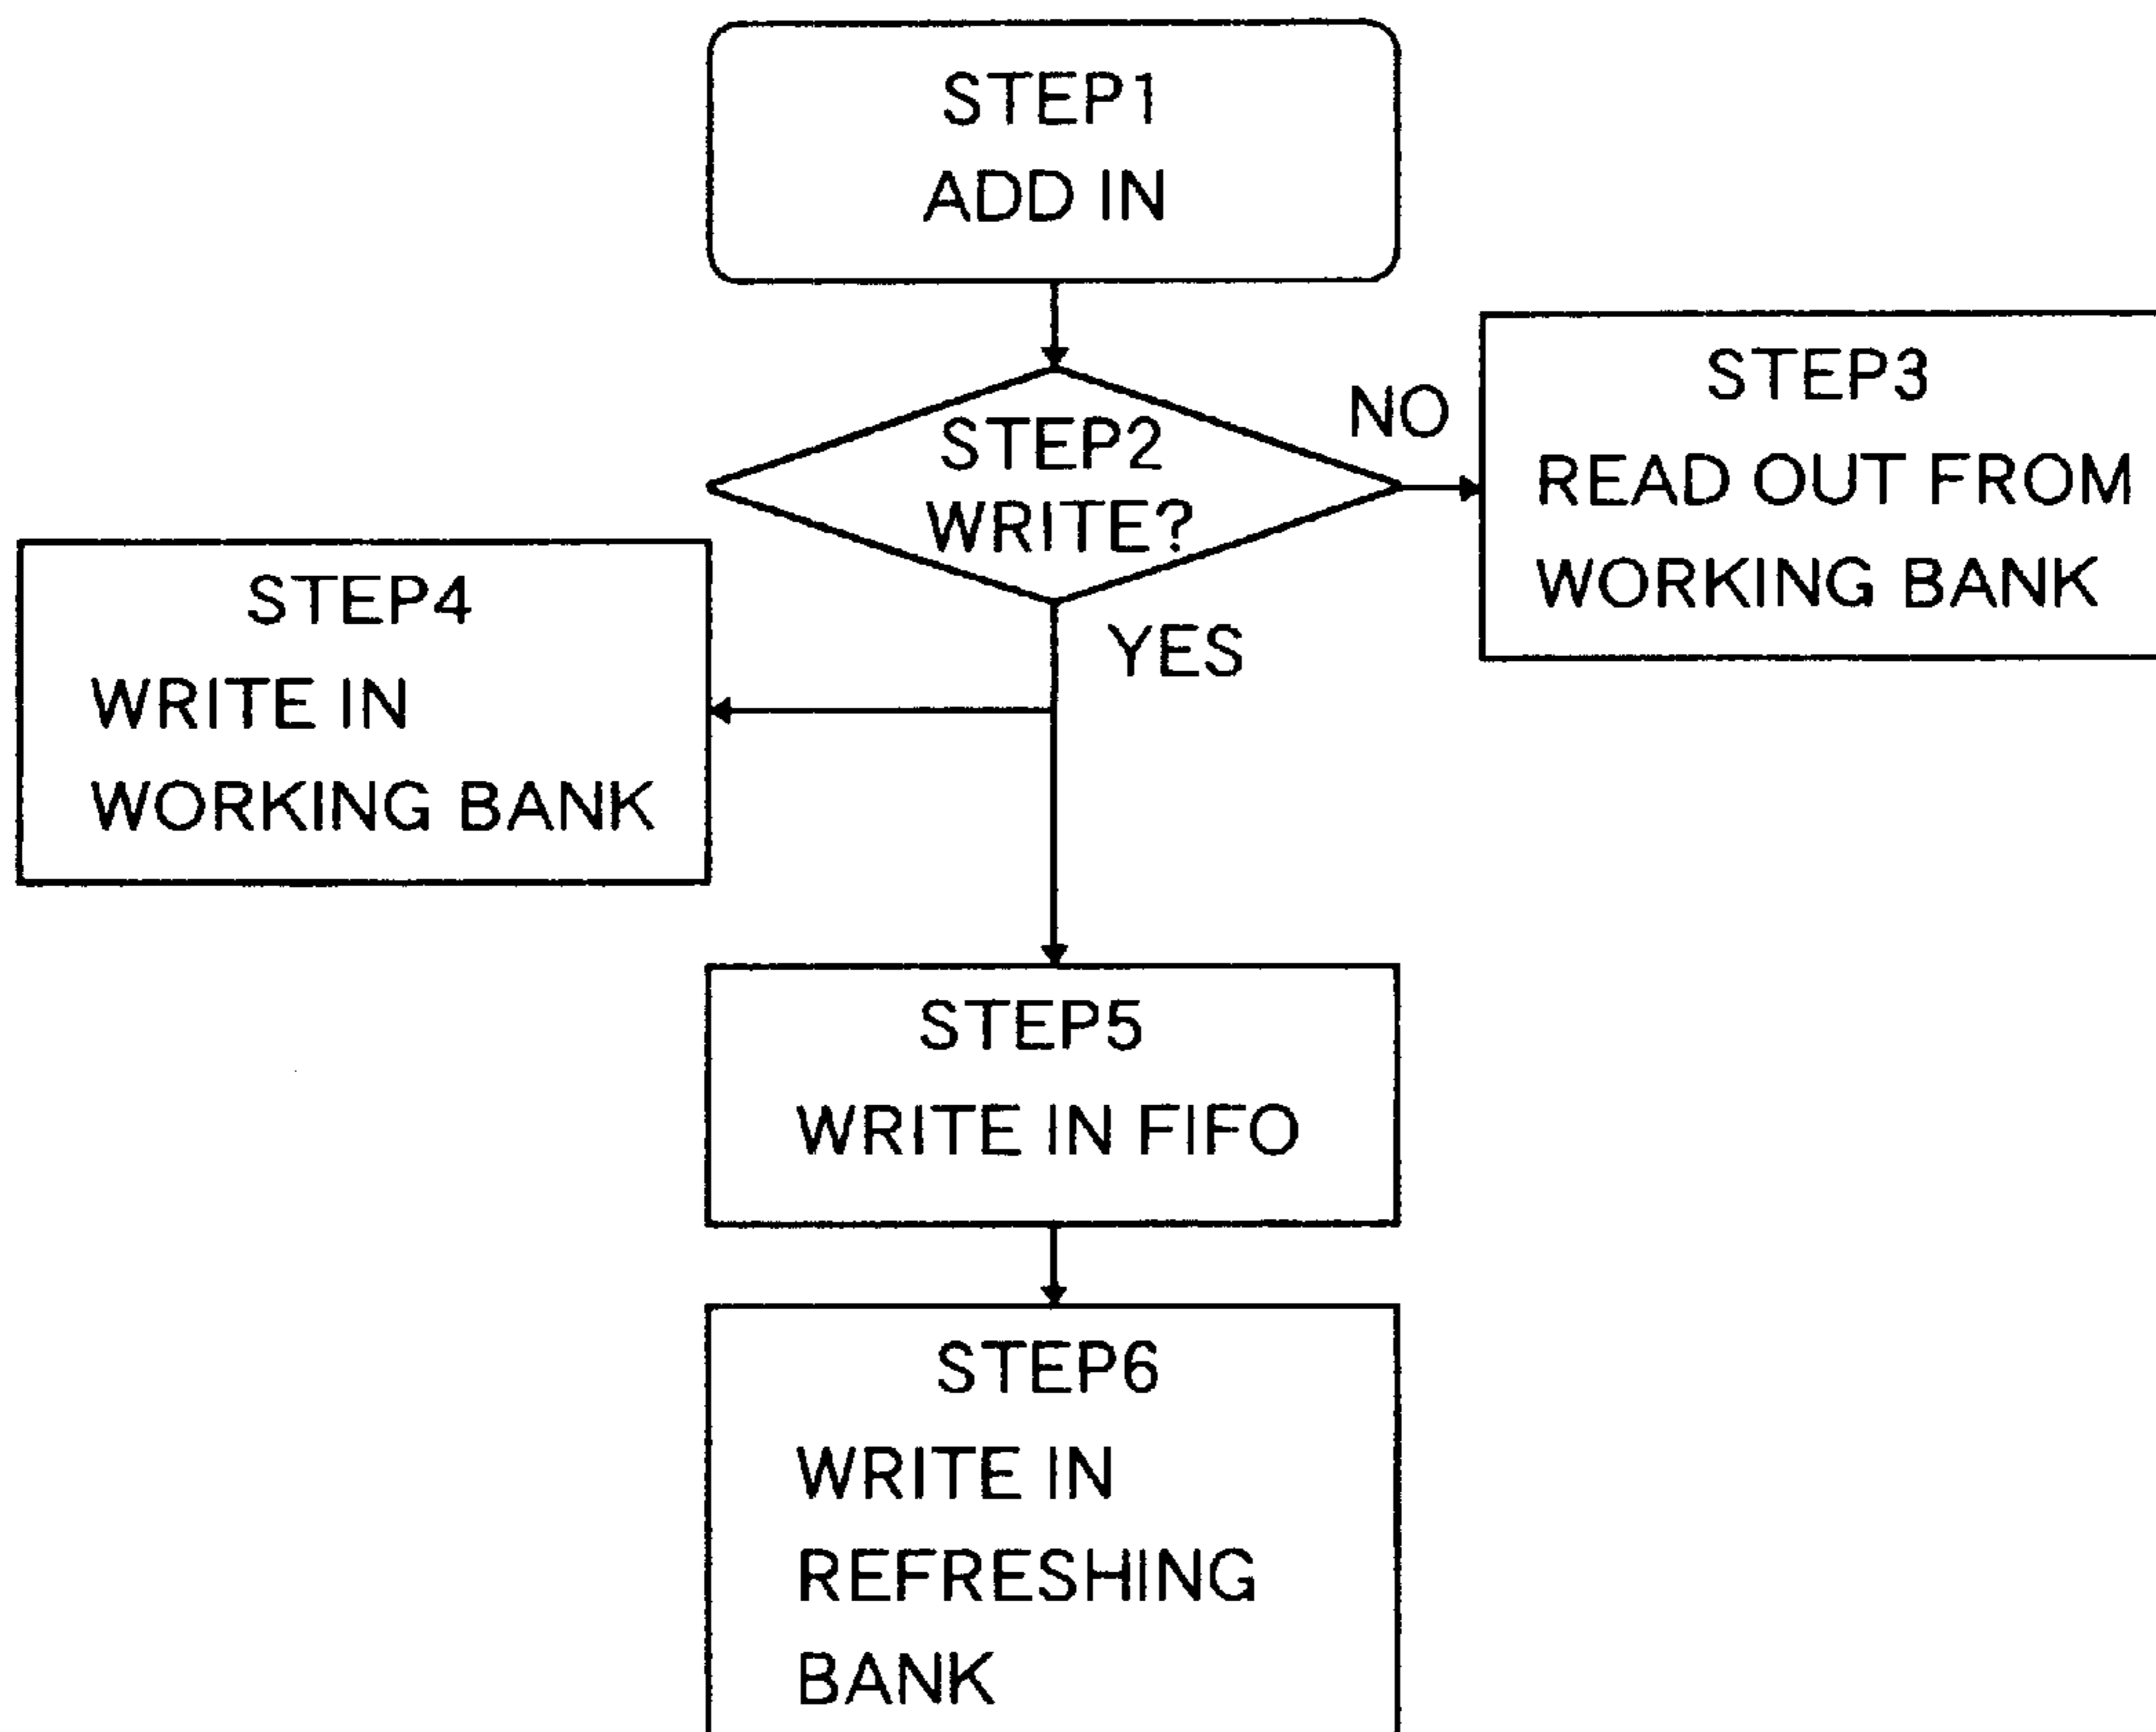 STEP1
ADD IN
STEP2
WRITE?
NO
STEP3
READ OUT FROM
WORKING BANK
YES
STEP4
WRITE IN
WORKING BANK
STEP5
WRITE IN FIFO
STEP6
WRITE IN
REFRESHING
BANK